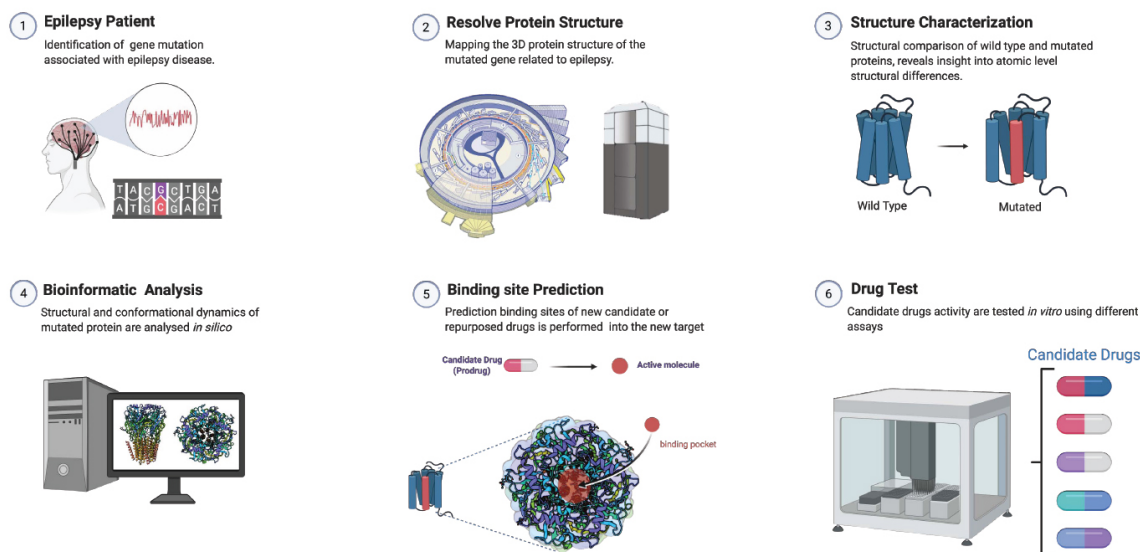 1
Epilepsy Patient
Identification of gene mutation
associated with epilepsy disease.
T A C G C T G A
A T G C G A C T
2
Resolve Protein Structure
Mapping the 3D protein structure of the
mutated gene related to epilepsy.
3
Structure Characterization
Structural comparison of wild type and mutated
proteins, reveals insight into atomic level
structural differences.
Wild Type
Mutated
4
Bioinformatic Analysis
Structural and conformational dynamics of
mutated protein are analysed in silico
5
Binding site Prediction
Prediction binding sites of new candidate or
repurposed drugs is performed into the new target
Candidate Drug
(Prodrug)
Active molecule
binding pocket
6
Drug Test
Candidate drugs activity are tested in vitro using different
assays
Candidate Drugs